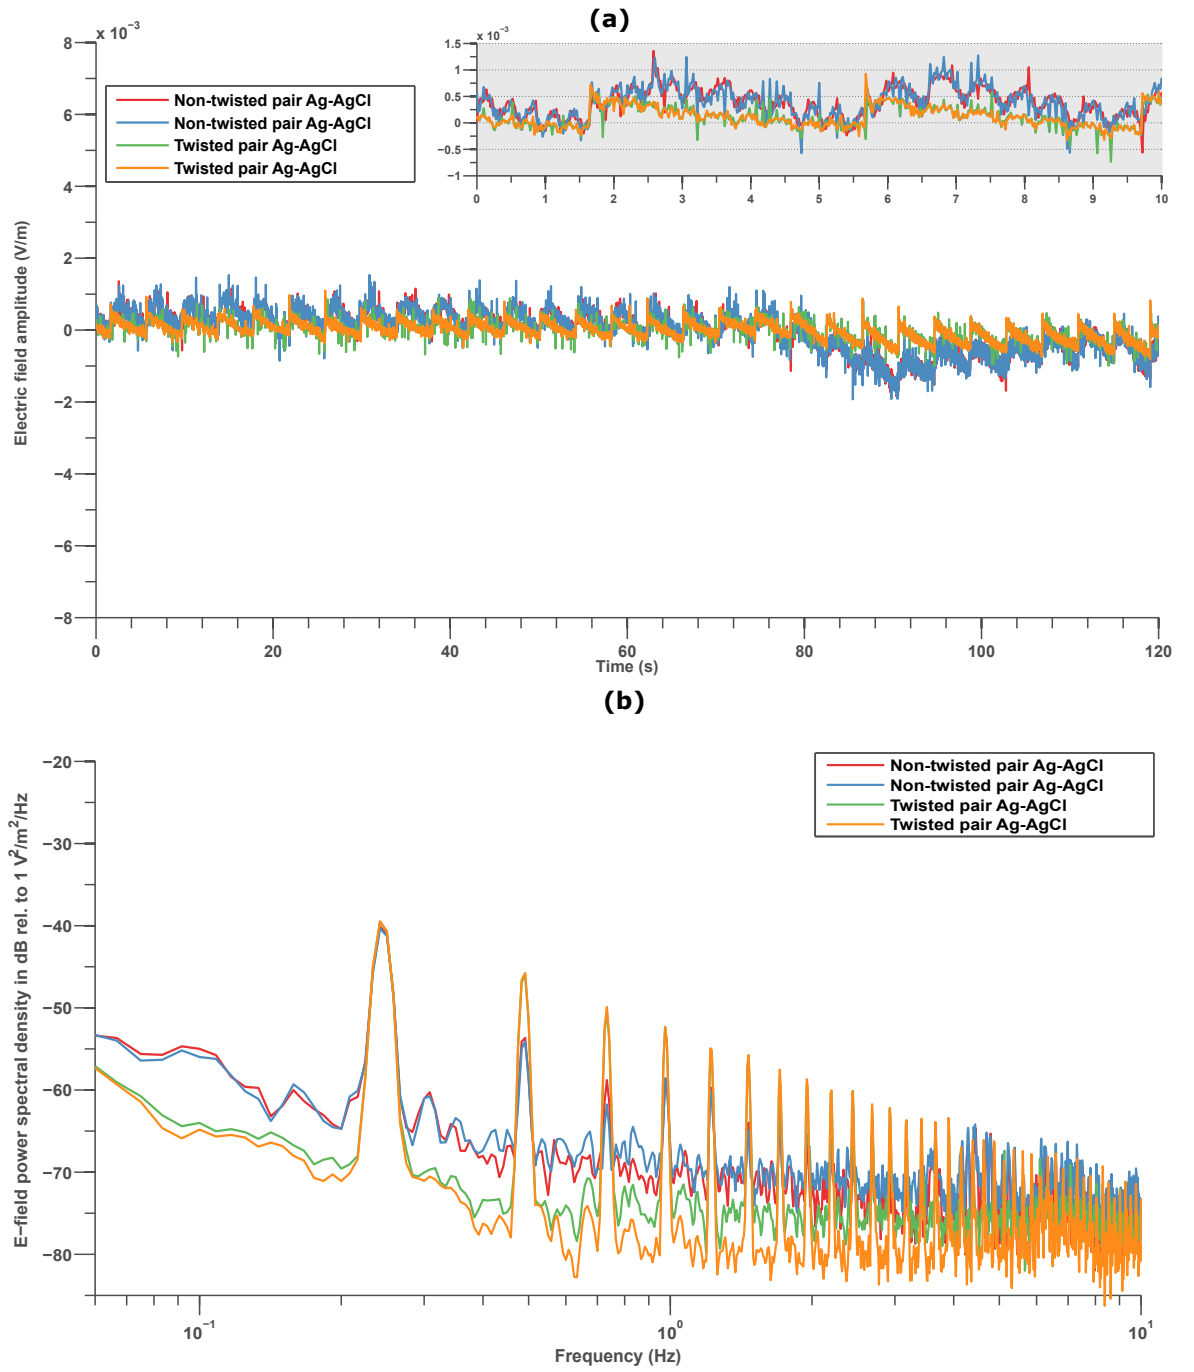 (a)
× 10⁻³
8
6
4
2
0
−2
−4
−6
−8
Electric field amplitude (V/m)
Non-twisted pair Ag-AgCl
Non-twisted pair Ag-AgCl
Twisted pair Ag-AgCl
Twisted pair Ag-AgCl
x 10⁻³
1.5
1
0.5
0
−0.5
−1
0 1 2 3 4 5 6 7 8 9 10
0 20 40 60 80 100 120
Time (s)
(b)
−20
−30
−40
−50
−60
−70
−80
E−field power spectral density in dB rel. to 1 V²/m²/Hz
Non-twisted pair Ag-AgCl
Non-twisted pair Ag-AgCl
Twisted pair Ag-AgCl
Twisted pair Ag-AgCl
10⁻¹ 10⁰ 10¹
Frequency (Hz)